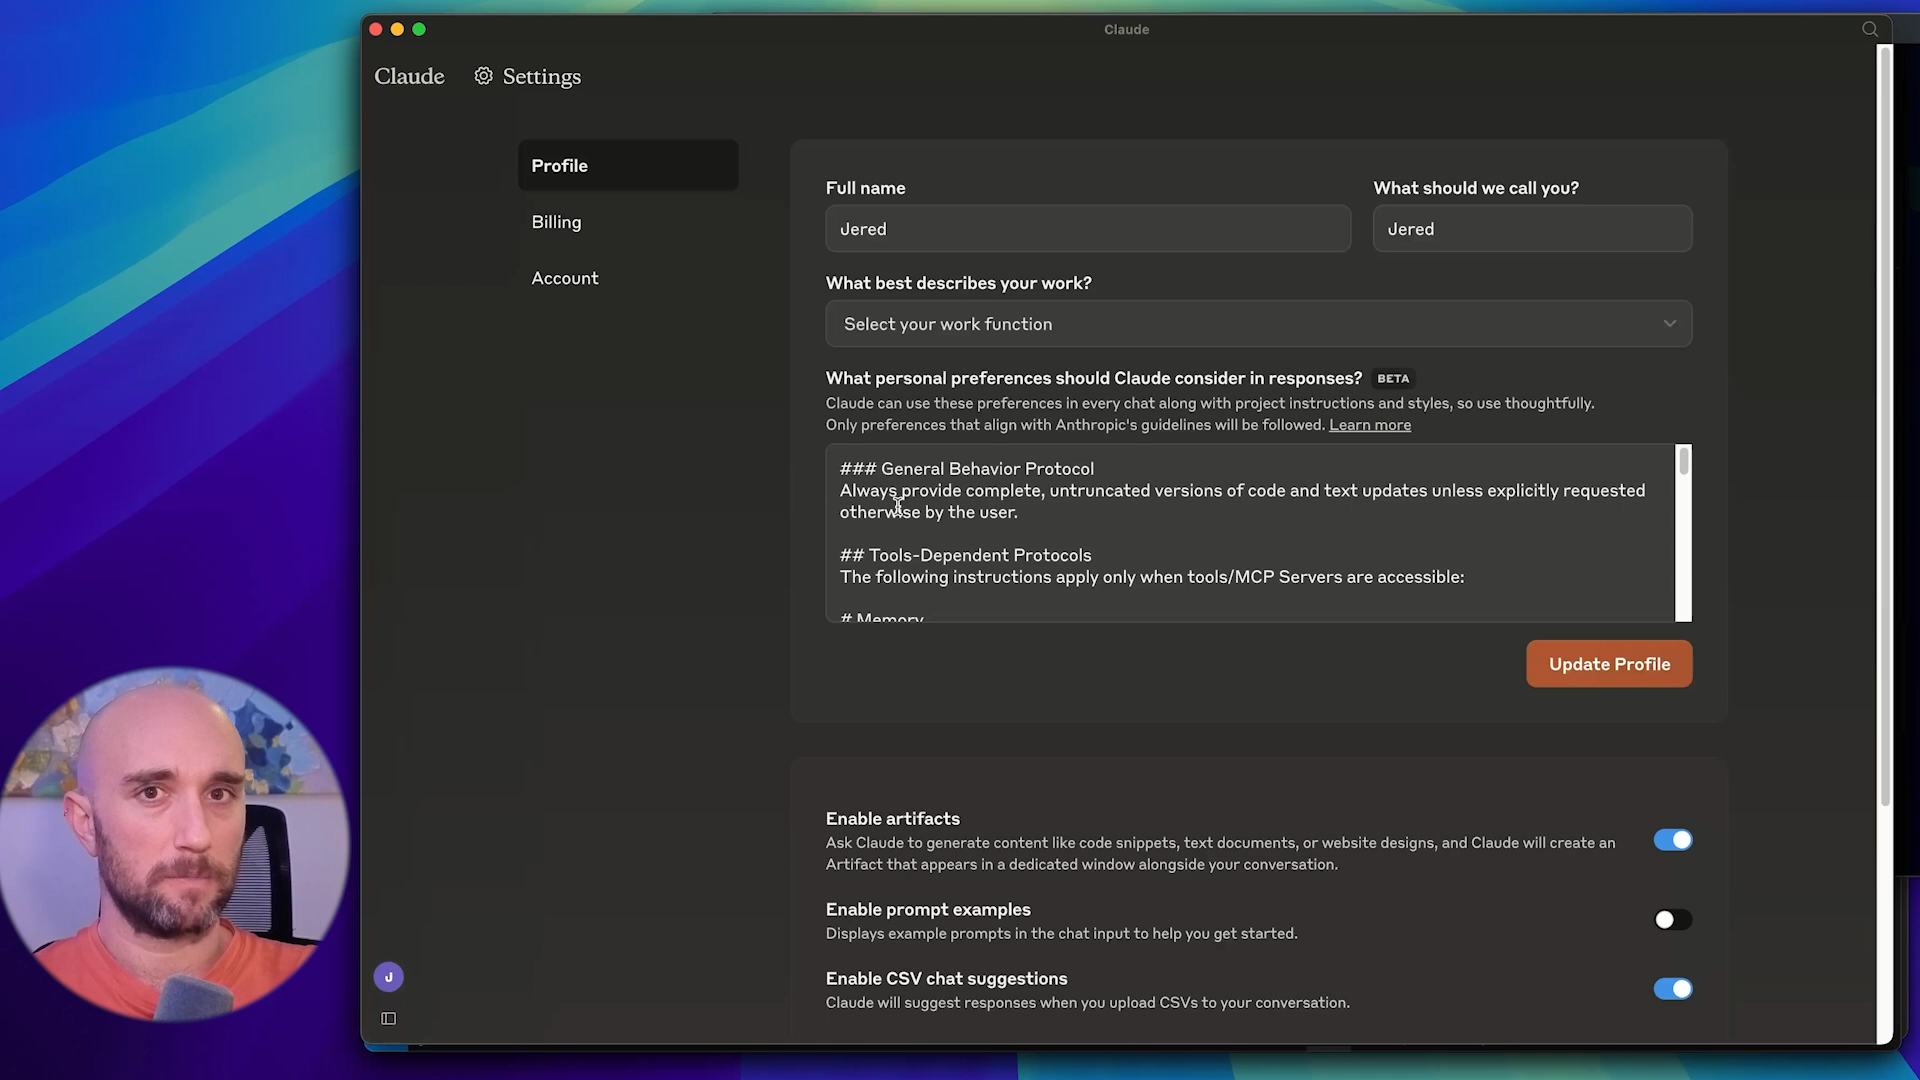 Claude
Claude
Settings
Profile
Billing
Account
Full name
What should we call you?
Jered
Jered
What best describes your work?
Select your work function
What personal preferences should Claude consider in responses? BETA
Claude can use these preferences in every chat along with project instructions and styles, so use thoughtfully.
Only preferences that align with Anthropic's guidelines will be followed. Learn more
### General Behavior Protocol
Always provide complete, untruncated versions of code and text updates unless explicitly requested
otherwise by the user.
## Tools-Dependent Protocols
The following instructions apply only when tools/MCP Servers are accessible:
# Memory
Update Profile
Enable artifacts
Ask Claude to generate content like code snippets, text documents, or website designs, and Claude will create an
Artifact that appears in a dedicated window alongside your conversation.
Enable prompt examples
Displays example prompts in the chat input to help you get started.
Enable CSV chat suggestions
Claude will suggest responses when you upload CSVs to your conversation.
J